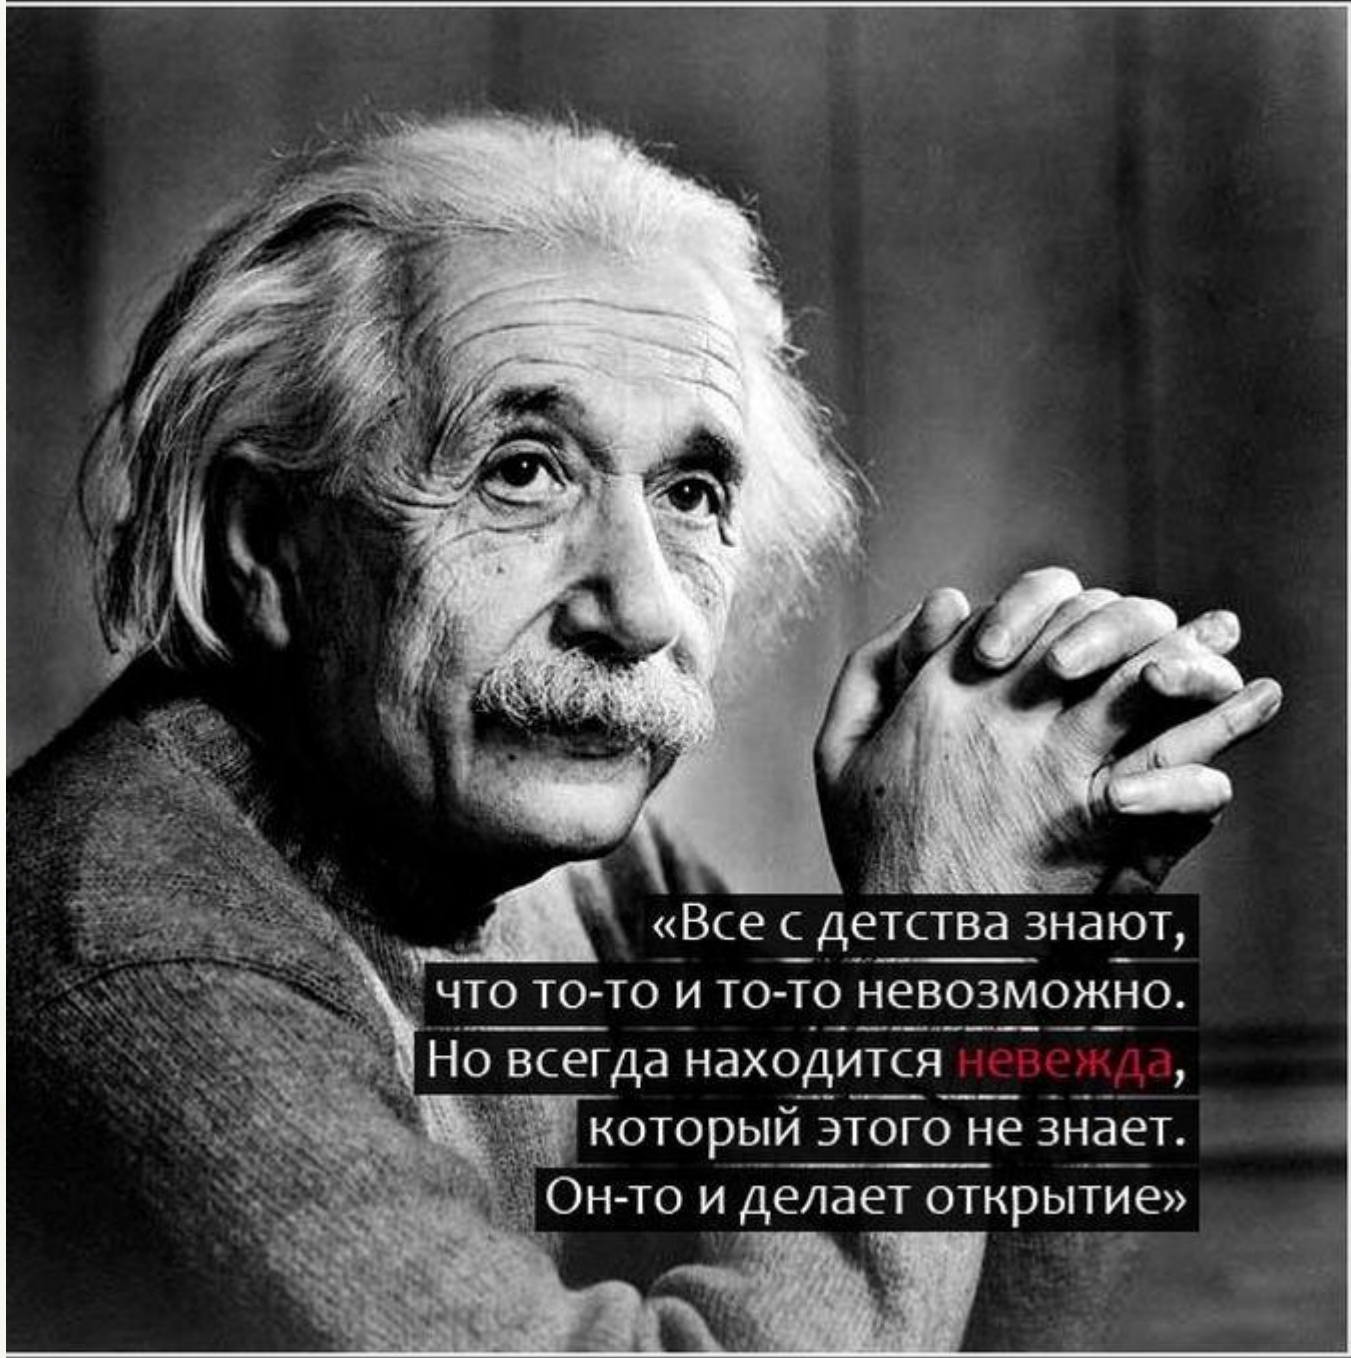 «Все с детства знают,
что то-то и то-то невозможно.
Но всегда находится невежда,
который этого не знает.
Он-то и делает открытие»